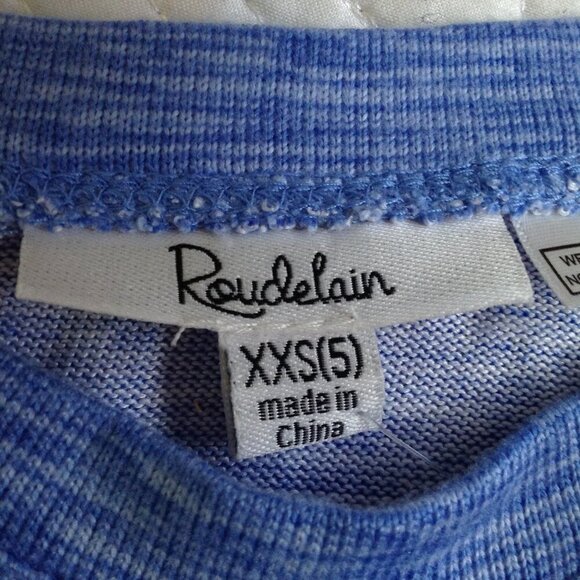 Roudelain
XXS(5)
made in
China